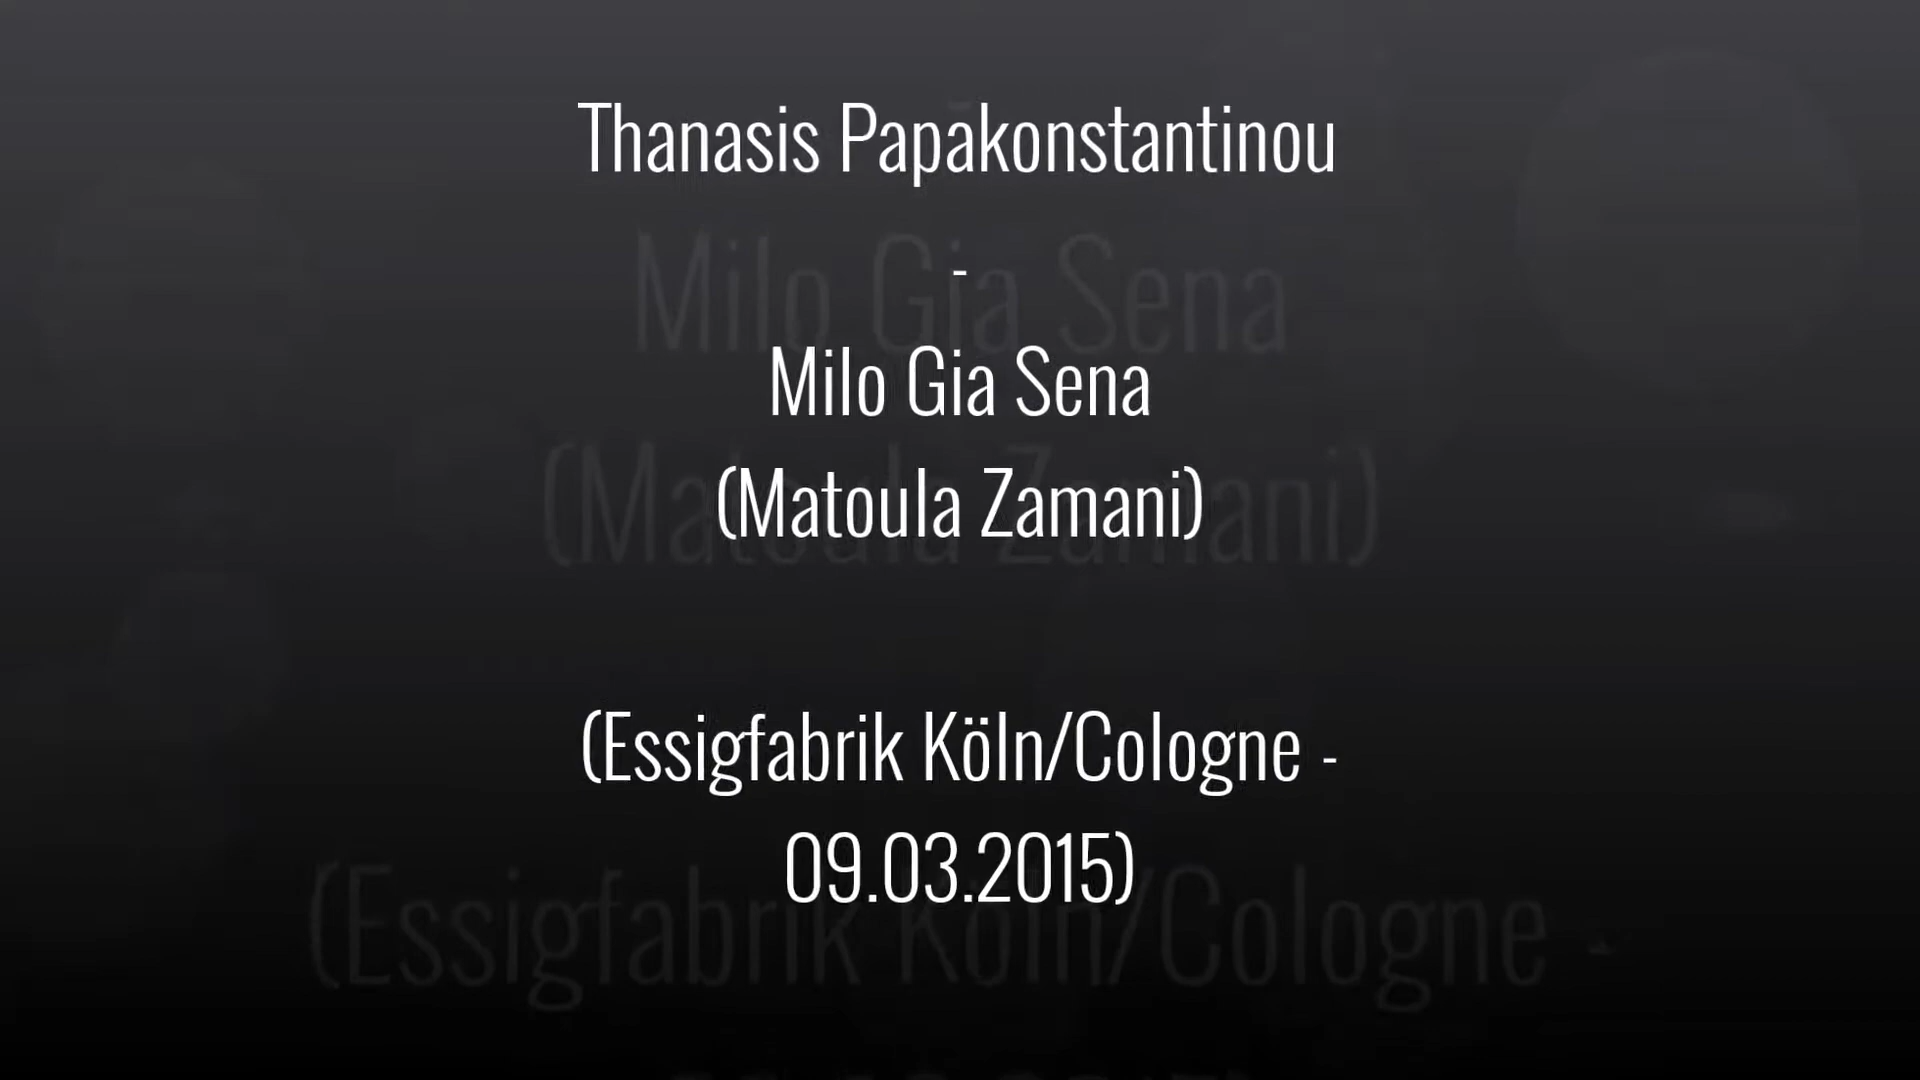 Thanasis Papakonstantinou
-
Milo Gia Sena
(Matoula Zamani)
(Essigfabrik Köln/Cologne -
09.03.2015)